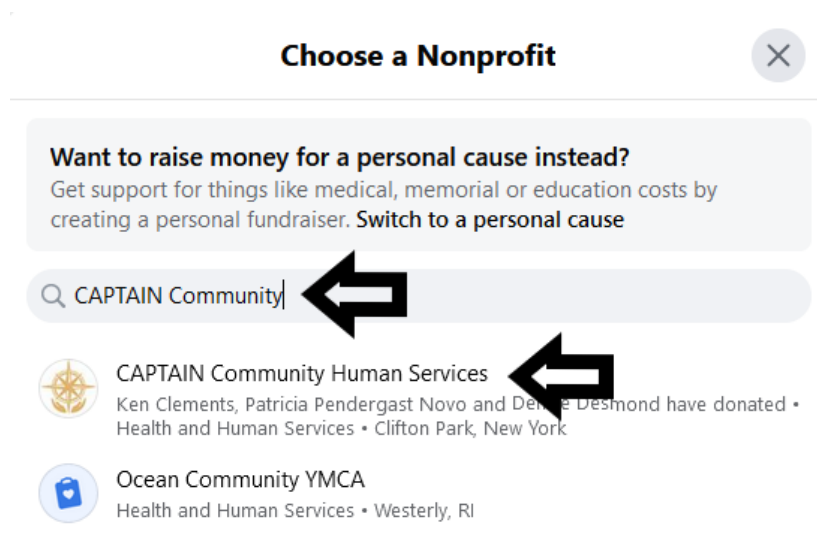 Choose a Nonprofit
Want to raise money for a personal cause instead?
Get support for things like medical, memorial or education costs by
creating a personal fundraiser. Switch to a personal cause
CAPTAIN Community
CAPTAIN Community Human Services
Ken Clements, Patricia Pendergast Novo and Desmond have donated •
Health and Human Services • Clifton Park, New York
Ocean Community YMCA
Health and Human Services • Westerly, RI